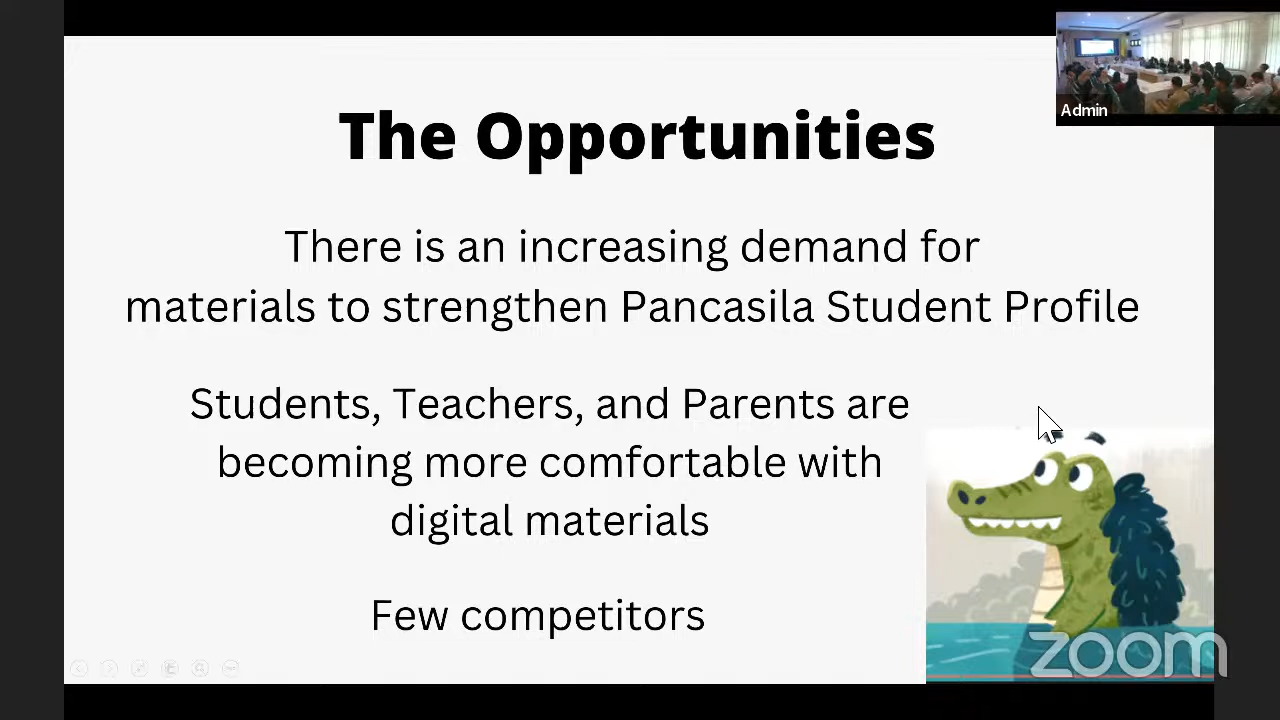 Admin
The Opportunities
There is an increasing demand for
materials to strengthen Pancasila Student Profile
Students, Teachers, and Parents are
becoming more comfortable with
digital materials
Few competitors
zoom